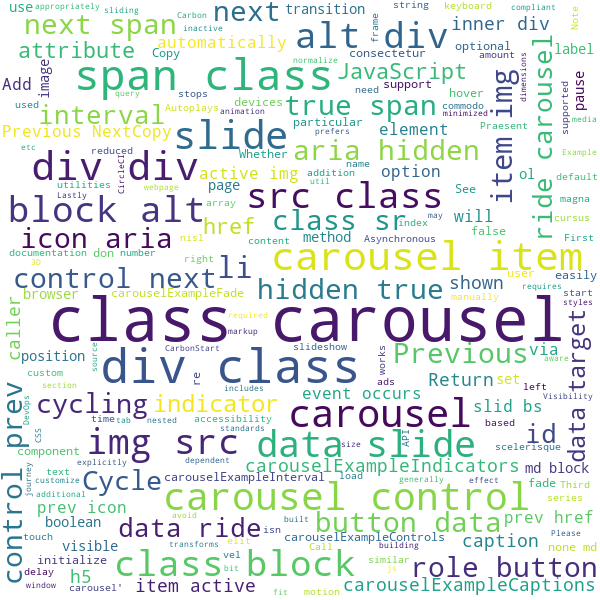 use appropriately sliding next transition string keyboard compliant
Carbon inactive frame Note
next span alt div inner div
attribute automatically Copy consectetur optional amount label
Add image span class JavaScript need support hover
used query stops devices normalize
interval Autoplays animation true span particular commodo minimized
Previous NextCopy slide prefers element Praesent supported pause
etc reduced CircleCI Whether aria hidden name item img ride carousel dimensions media Example
div div active img option See ol default
utilities Lastly webpage page addition util src class magna cursus
block alt href array method index may will First
icon aria nisl content Asynchronous class sr false
documentation don number 3D right carousel item user easily
control next li hidden true shown manually requires start styles
browser carouselExampleFade required markup
caller position class carousel via aware
custom source CarbonStart slideshow Previous data target
section re includes works Return set left Visibility
div class ads event occurs based
cycling indicator carousel slid bs id
control prev DevOps CSS time tab nested accessibility standards API scelerisque
component img src data slide size
explicitly dependent carouselExampleIndicators md block
journey text customize Cycle carouselExampleInterval load generally effect fade Third
additional prev icon carousel control series
boolean avoid elit button data prev href Please
touch data ride isn built carouselExampleControls caption none md
visible transforms Call building similar
initialize class block vel bit role button
delay h5 js
window carousel' item active fit motion carouselExampleCaptions